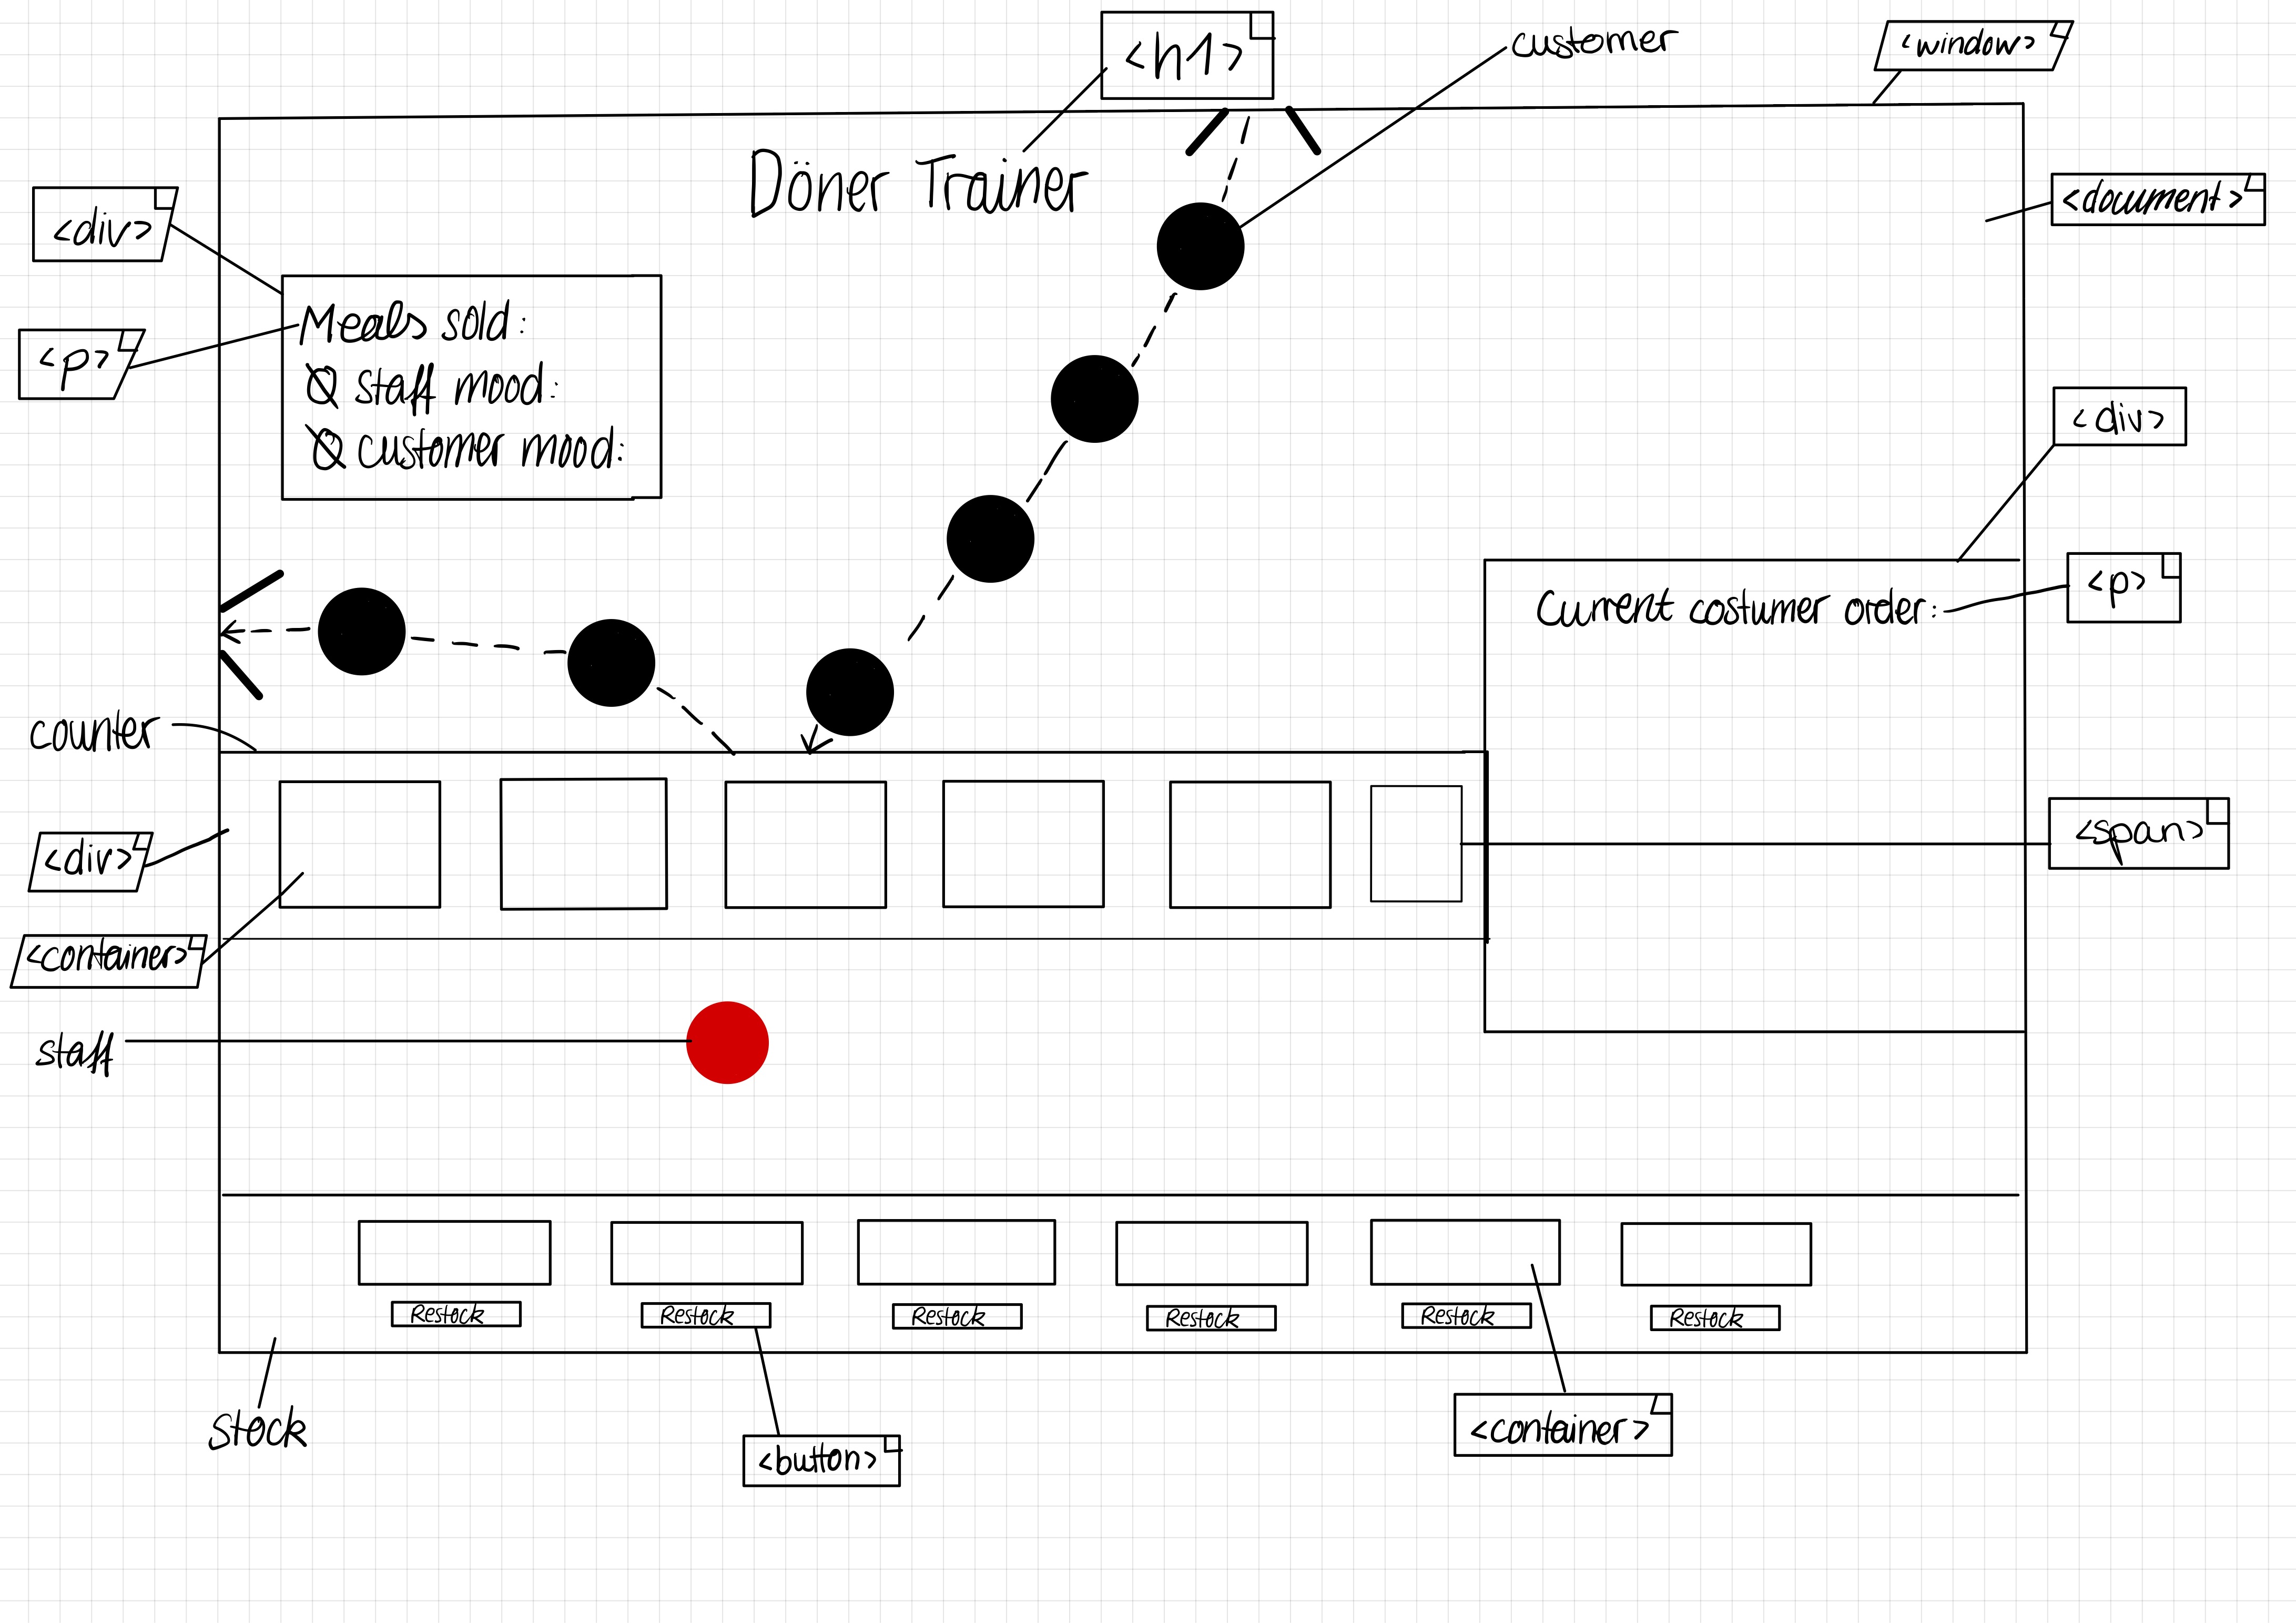 <h1>
customer
<window>
Döner Trainer
<div>
<document>
Meals sold:
Ø staff mood:
Ø customer mood:
<p>
<div>
Current costumer order:
<p>
counter
<div>
<span>
<container>
staff
Restock
Restock
Restock
Restock
Restock
Restock
stock
<button>
<container>